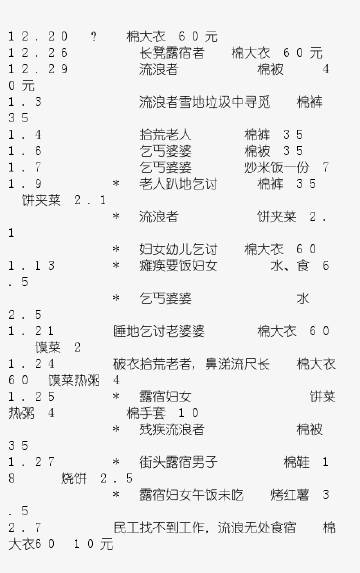 12.20 ? 棉大衣 60元
12.26 长凳露宿者 棉大衣 60元
12.29 流浪者 棉被 4
0元
1.3 流浪者雪地垃圾中寻觅 棉裤
35
1.4 拾荒老人 棉裤 35
1.6 乞丐婆婆 棉被 35
1.7 乞丐婆婆 炒米饭一份 7
1.9 * 老人趴地乞讨 棉裤 35
饼夹菜 2.1
* 流浪者 饼夹菜 2.
1
* 妇女幼儿乞讨 棉大衣 60
1.13 * 瘫痪要饭妇女 水、食 6
.5
* 乞丐婆婆 水
2.5
1.21 睡地乞讨老婆婆 棉大衣 60
馍菜 2
1.24 破衣拾荒老者，鼻涕流尺长 棉大衣
60 馍菜热粥 4
1.25 * 露宿妇女 饼菜
热粥 4 棉手套 10
* 残疾流浪者 棉被
35
1.27 * 街头露宿男子 棉鞋 1
8 烧饼 2.5
* 露宿妇女午饭未吃 烤红薯 3
.5
2.7 民工找不到工作，流浪无处食宿 棉
大衣60 10元